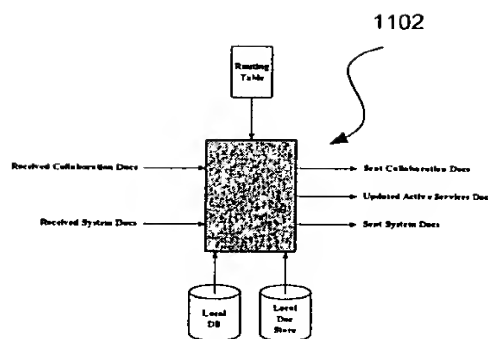 1102
Routing
Table
Received Collaboration Docs
Sent Collaboration Docs
Updated Active Services Doc
Received System Docs
Sent System Docs
Local
DB
Local
Doc
Store